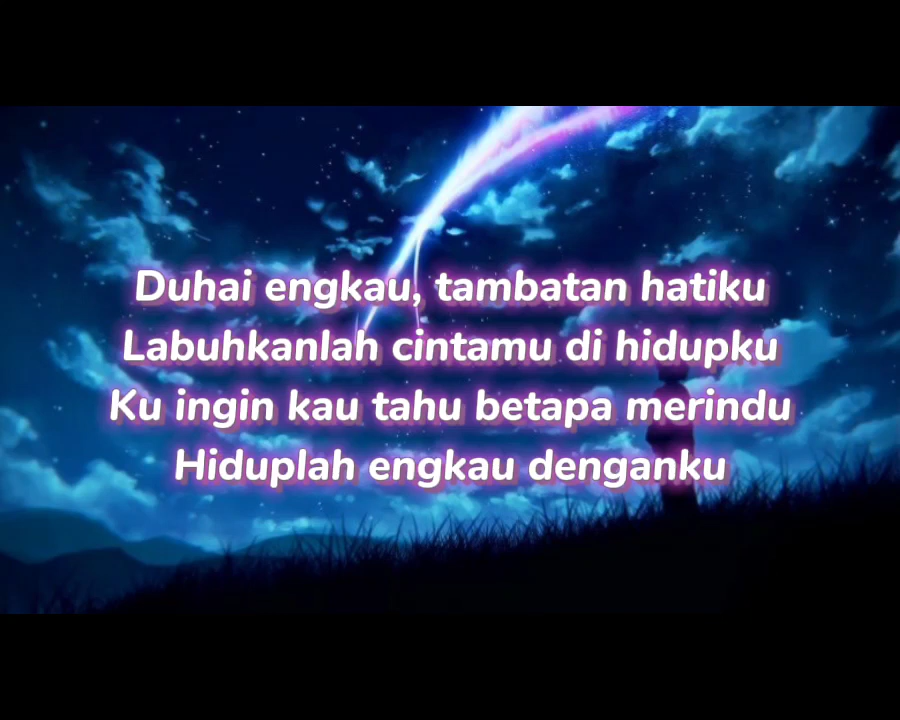 Duhai engkau, tambatan hatiku
Labuhkanlah cintamu di hidupku
Ku ingin kau tahu betapa merindu
Hiduplah engkau denganku